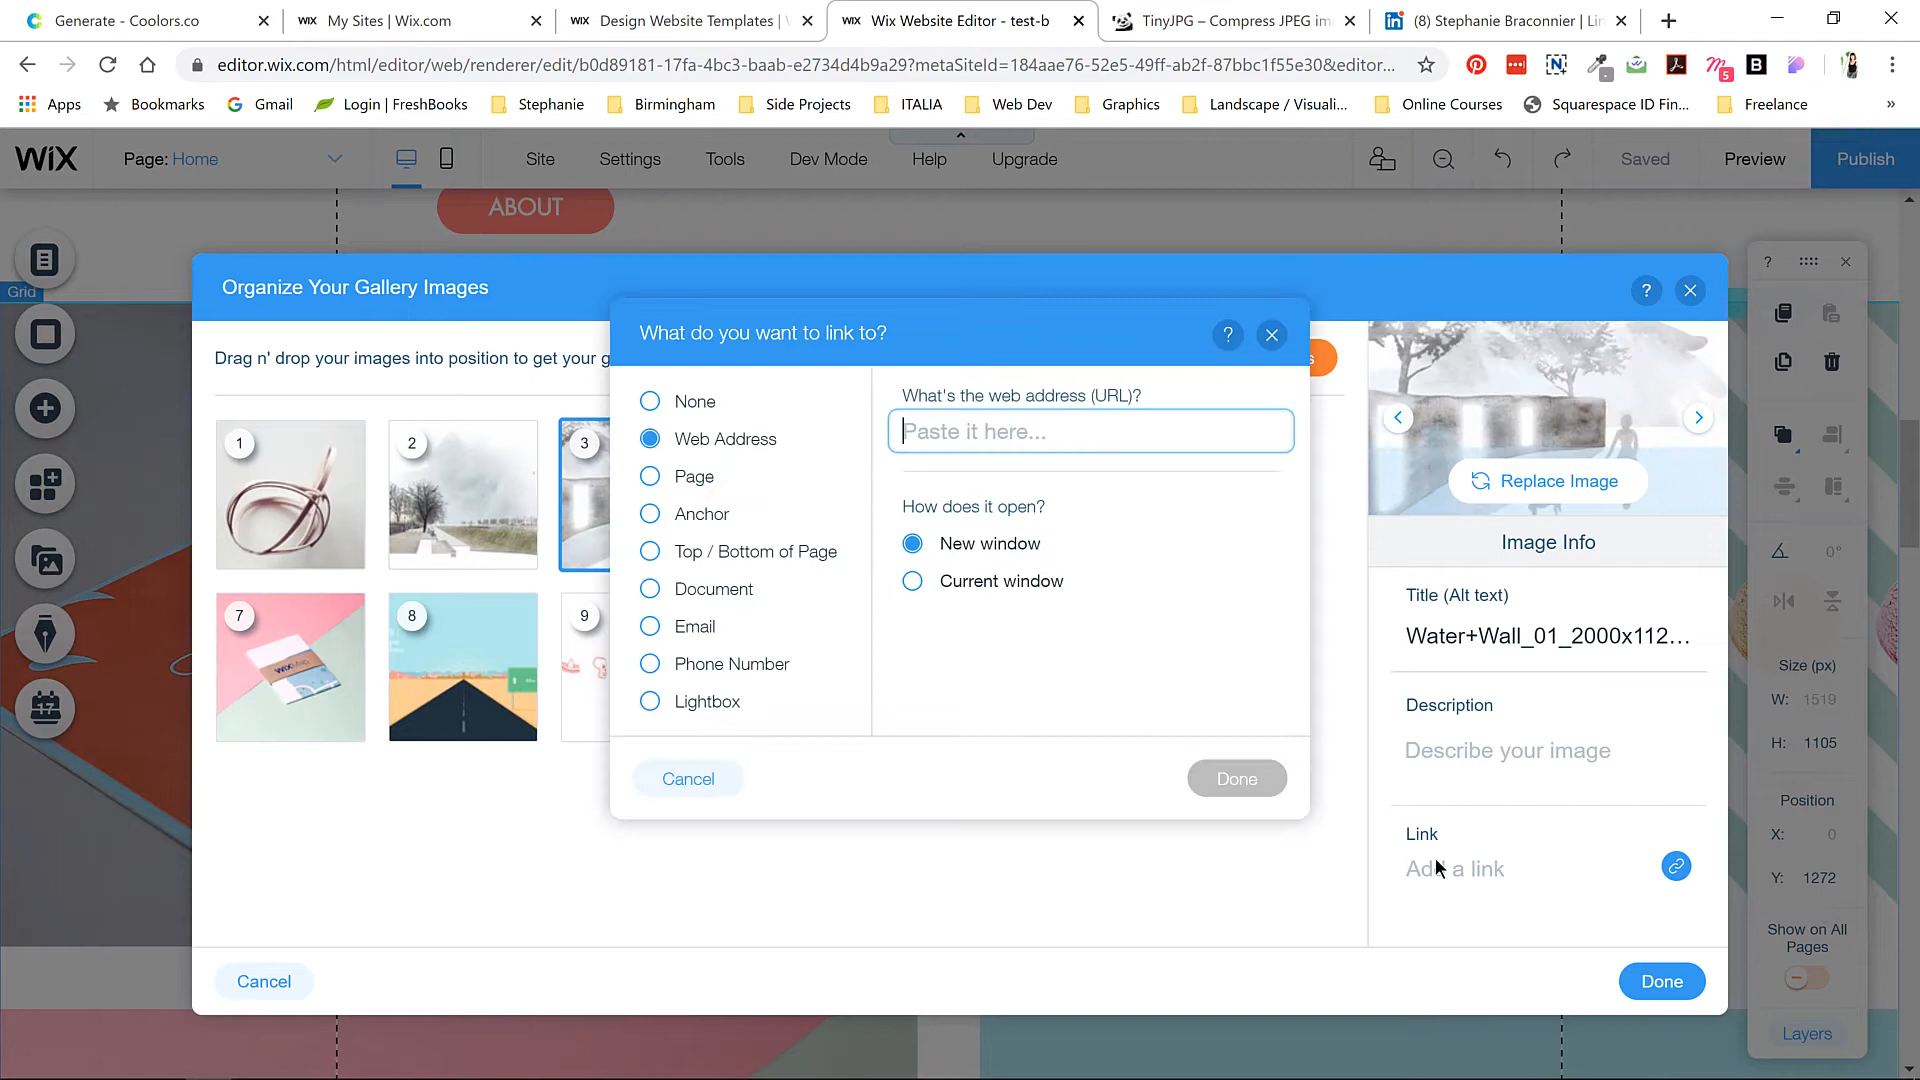 Generate - Coolors.co
My Sites | Wix.com
Design Website Templates |
Wix Website Editor - test-b
TinyJPG – Compress JPEG im
(8) Stephanie Braconnier | Lin
editor.wix.com/html/editor/web/renderer/edit/b0d89181-17fa-4bc3-baab-e2734d4b9a29?metaSiteId=184aae76-52e5-49ff-ab2f-87bbc1f55e30&editor...
Apps
Bookmarks
Gmail
Login | FreshBooks
Stephanie
Birmingham
Side Projects
ITALIA
Web Dev
Graphics
Landscape / Visuali...
Online Courses
Squarespace ID Fin...
Freelance
»
WIX
Page: Home
Site
Settings
Tools
Dev Mode
Help
Upgrade
Saved
Preview
Publish
ABOUT
Grid
Organize Your Gallery Images
?
Drag n' drop your images into position to get your g
s
1
2
3
7
8
9
What do you want to link to?
?
None
Web Address
Page
Anchor
Top / Bottom of Page
Document
Email
Phone Number
Lightbox
What's the web address (URL)?
Paste it here...
How does it open?
New window
Current window
Cancel
Done
Replace Image
Image Info
Title (Alt text)
Water+Wall_01_2000x112...
Description
Describe your image
Link
Add a link
Cancel
Done
?
0°
Size (px)
W: 1519
H: 1105
Position
X: 0
Y: 1272
Show on All
Pages
Layers
17
5